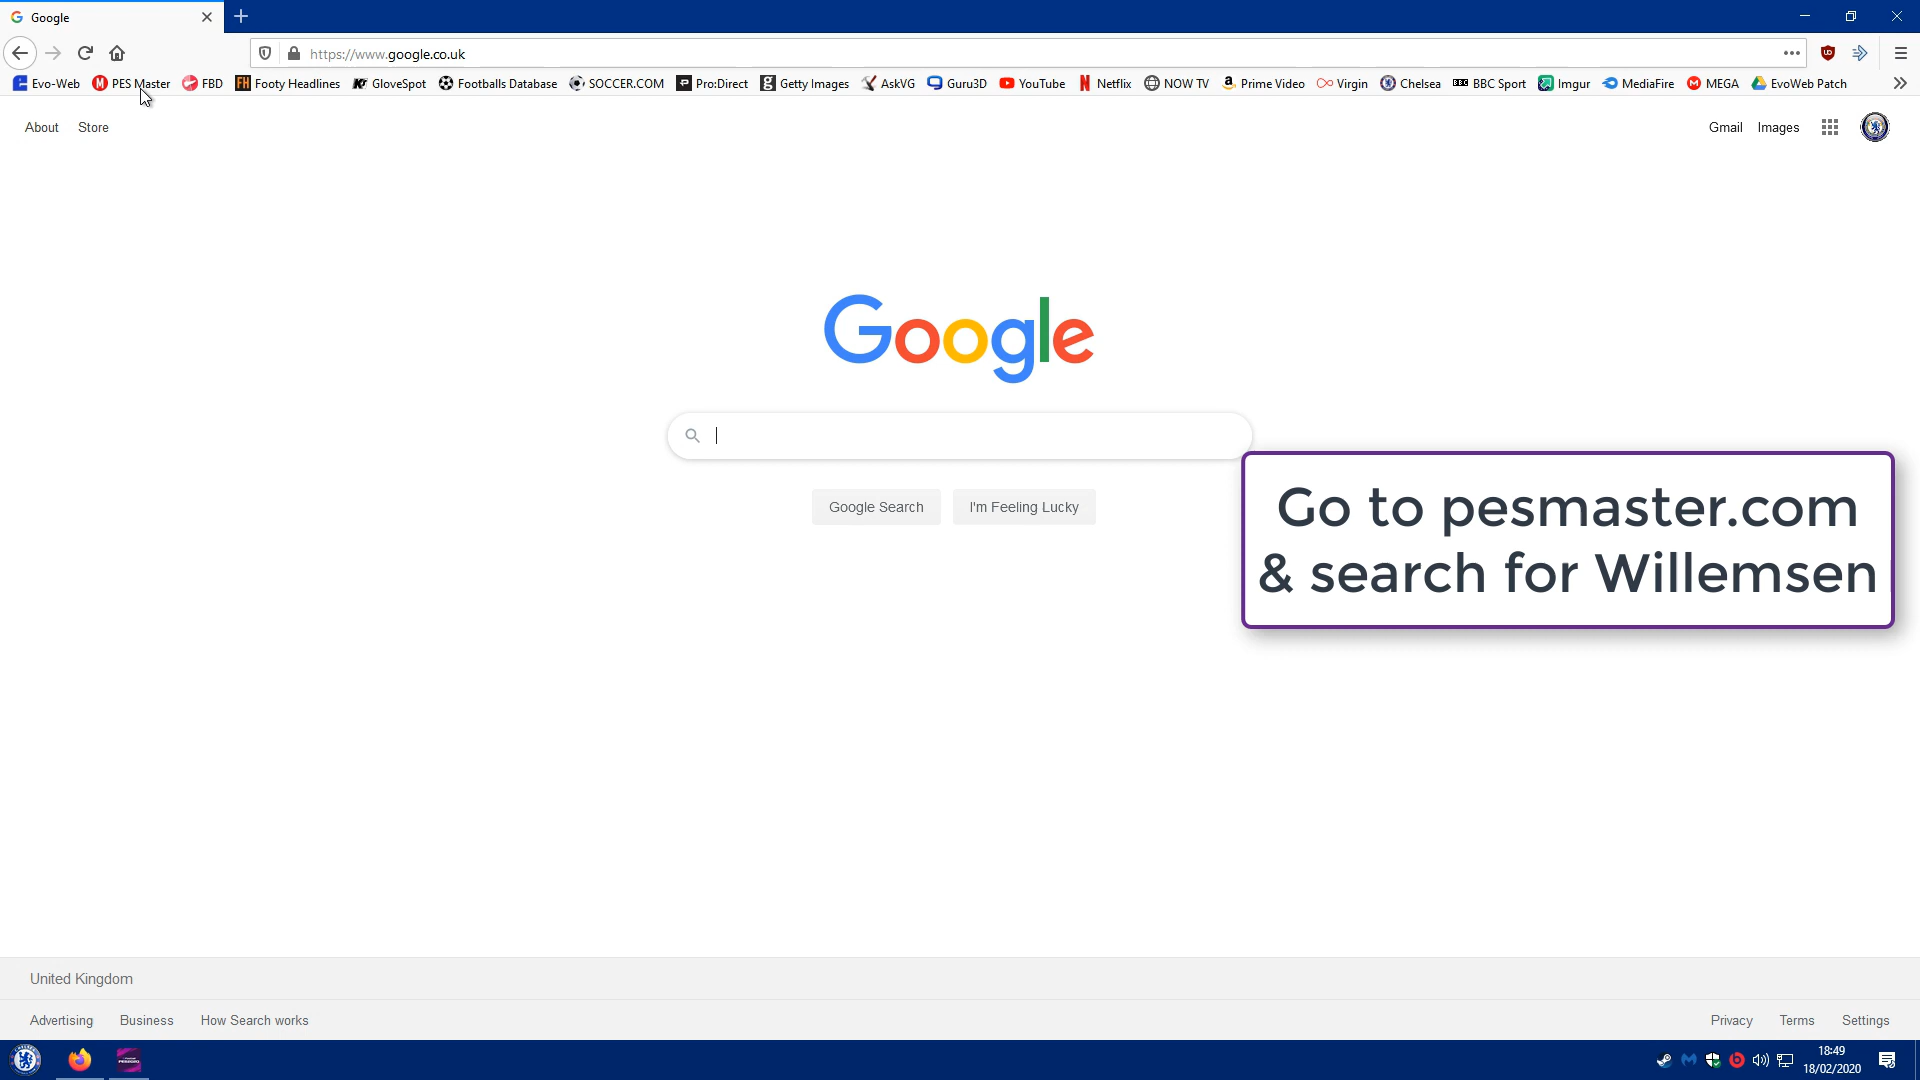 Google
https://www.google.co.uk
Evo-Web PES Master FBD Footy Headlines GloveSpot Footballs Database SOCCER.COM Pro:Direct Getty Images AskVG Guru3D YouTube Netflix NOW TV Prime Video Virgin Chelsea BBC Sport Imgur MediaFire MEGA EvoWeb Patch
About Store
Gmail Images
Google
Google Search I'm Feeling Lucky
Go to pesmaster.com
& search for Willemsen
United Kingdom
Advertising Business How Search works
Privacy Terms Settings
18:49
18/02/2020